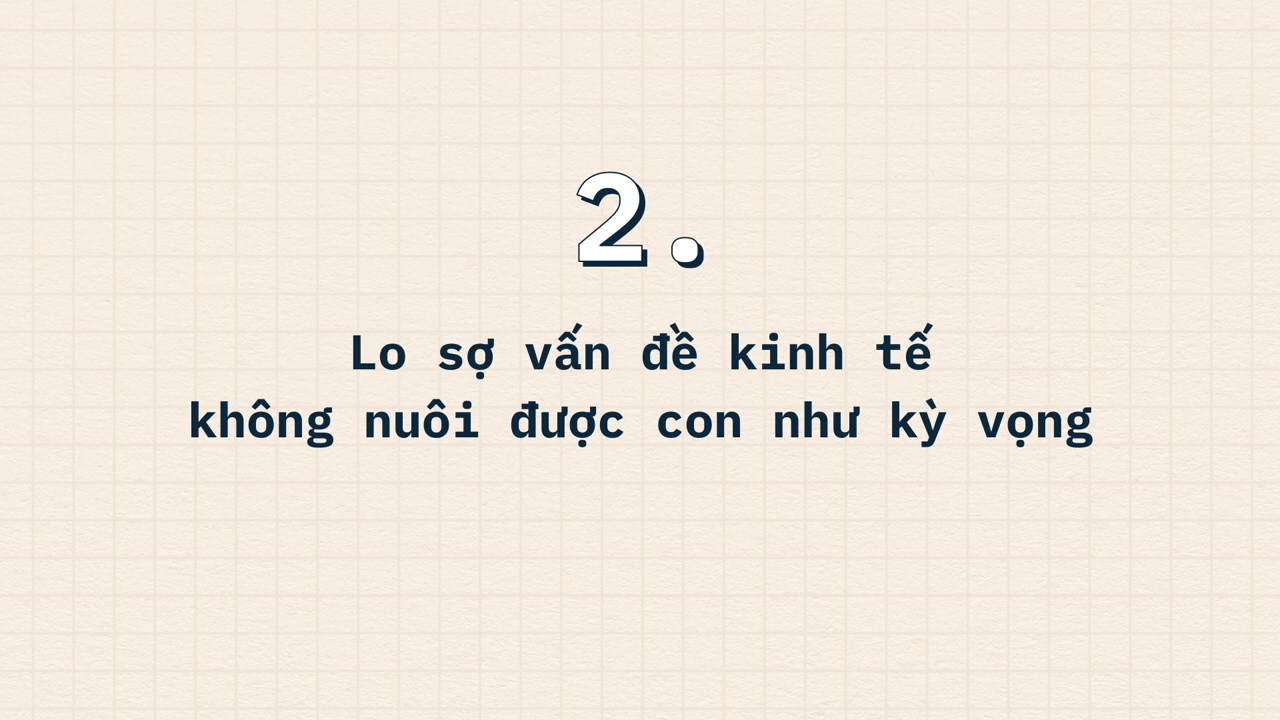 2.
Lo sợ vấn đề kinh tế
không nuôi được con như kỳ vọng